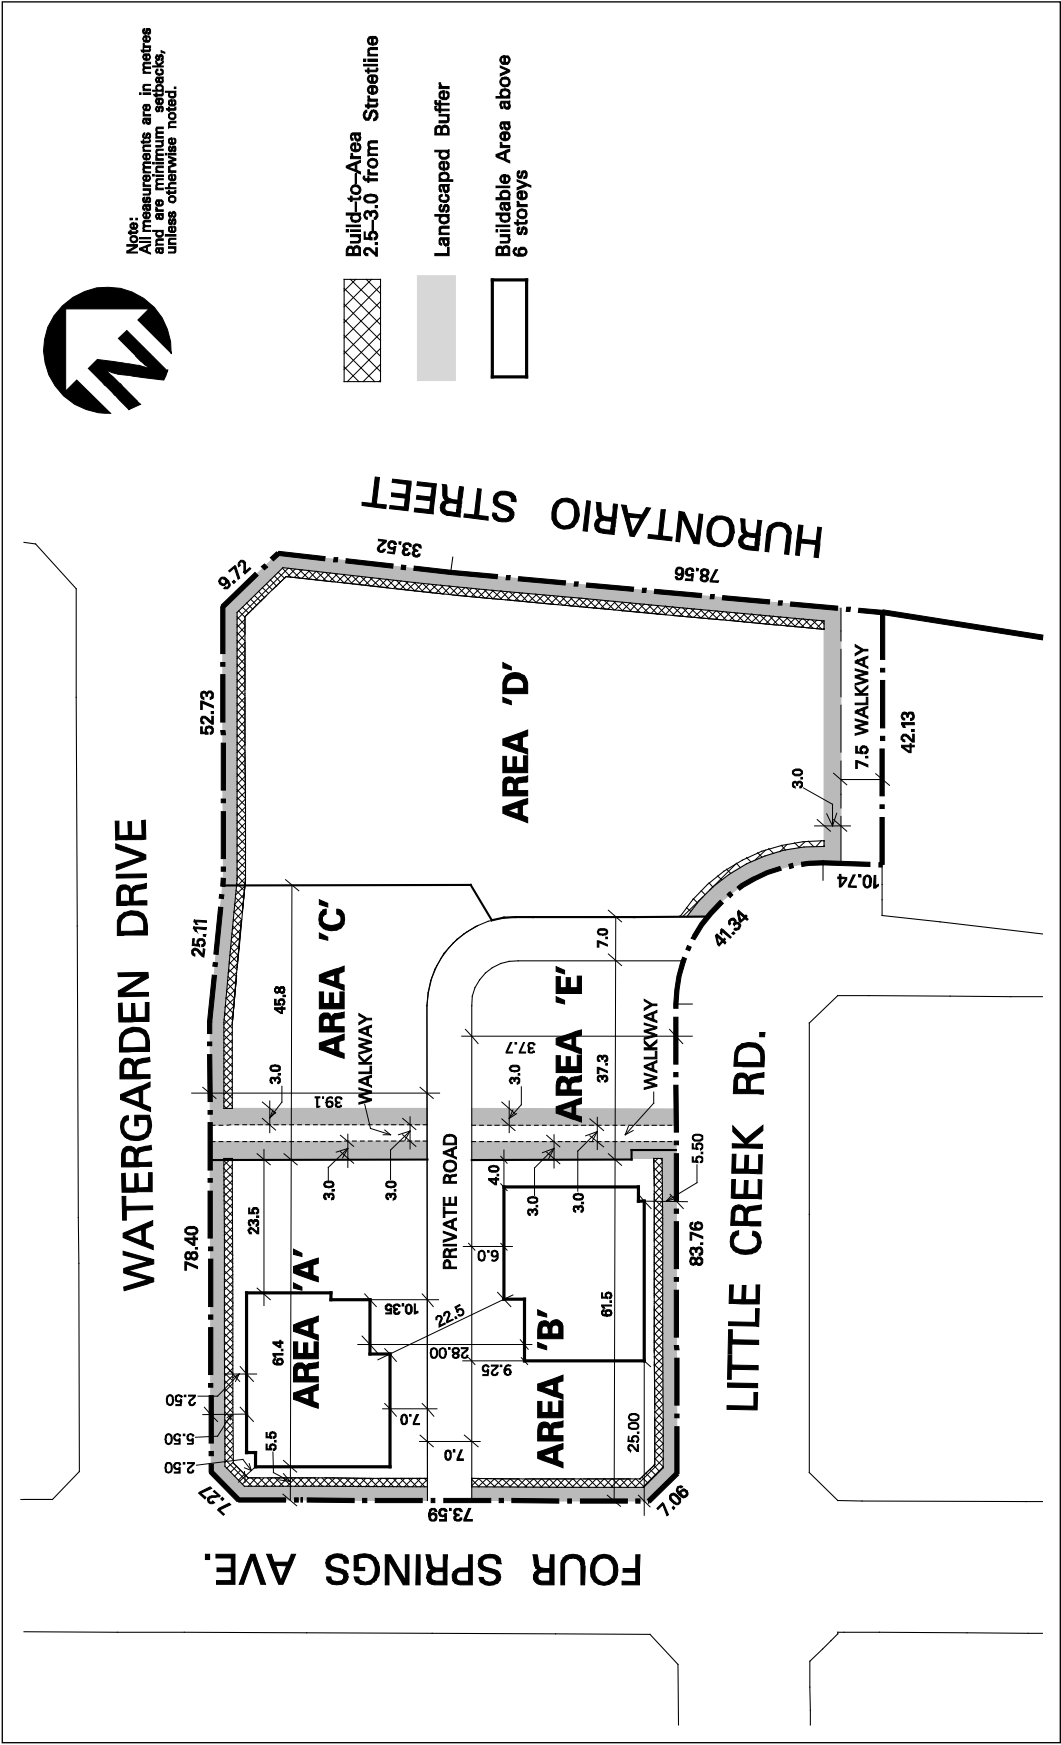 Note:
All measurements are in metres
and are minimum setbacks,
unless otherwise noted.
N
Build-to-Area
2.5-3.0 from Streetline
Landscaped Buffer
Buildable Area above
6 storeys
HURONTARIO STREET
WATERGARDEN DRIVE
LITTLE CREEK RD.
FOUR SPRINGS AVE.
9.72
33.52
78.56
52.73
AREA 'D'
7.5 WALKWAY
42.13
3.0
10.74
41.34
25.11
45.8
AREA 'C'
WALKWAY
3.0
39.1
7.0
AREA 'E'
37.7
37.3
3.0
WALKWAY
3.0
3.0
PRIVATE ROAD
4.0
3.0
3.0
5.50
78.40
23.5
6.0
83.76
AREA 'A'
61.4
10.35
22.5
28.00
9.25
AREA 'B'
61.5
2.50
5.50
2.50
5.5
7.0
7.0
25.00
7.27
73.59
7.06